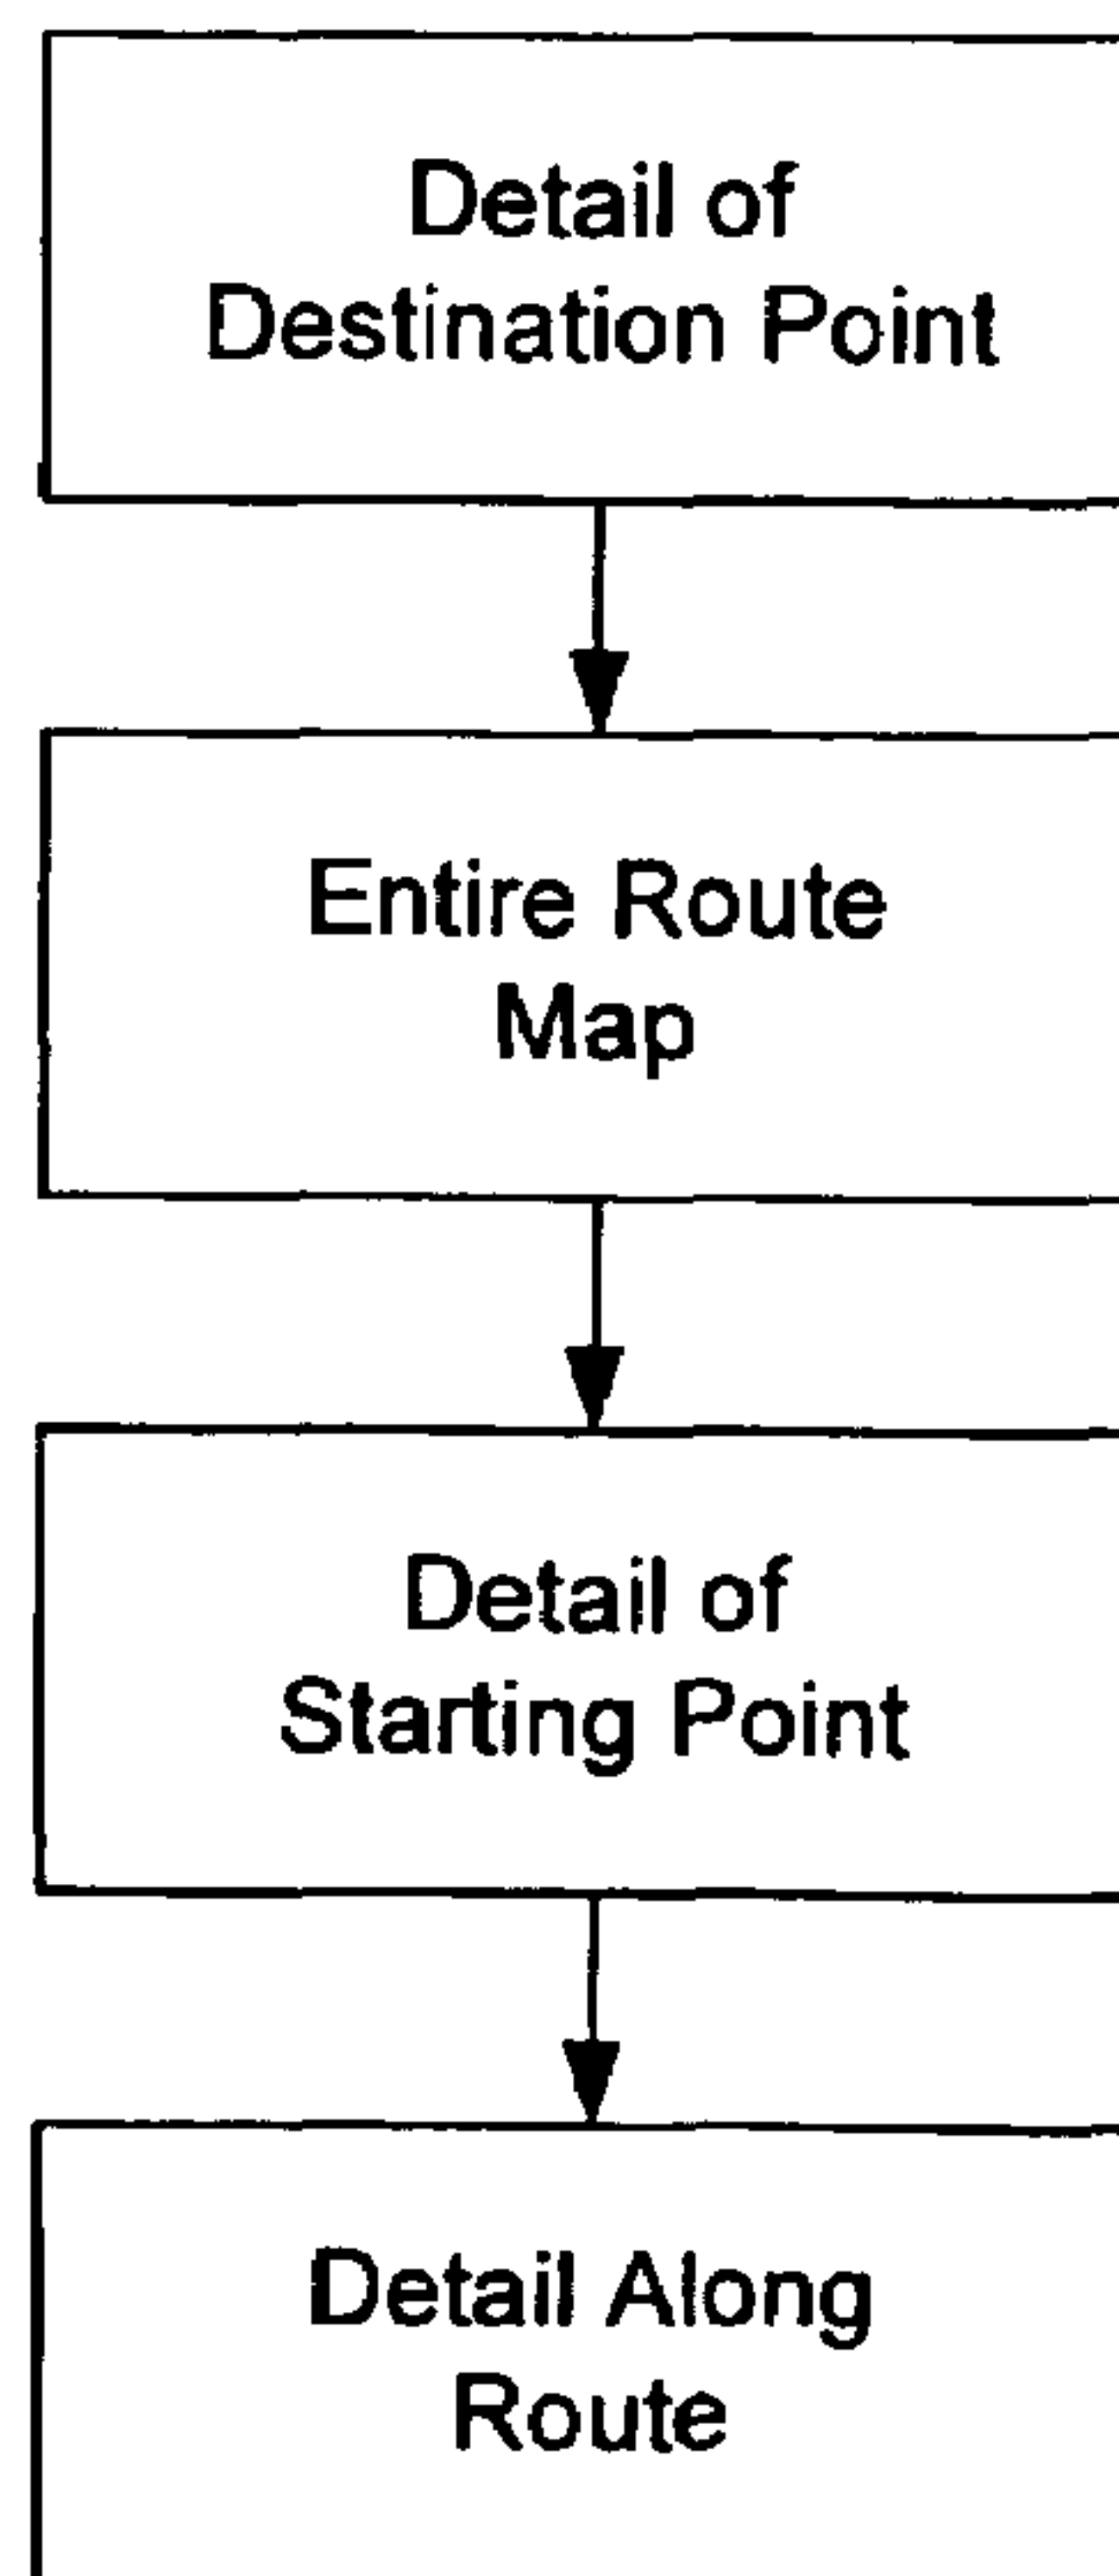 Detail of
Destination Point
Entire Route
Map
Detail of
Starting Point
Detail Along
Route